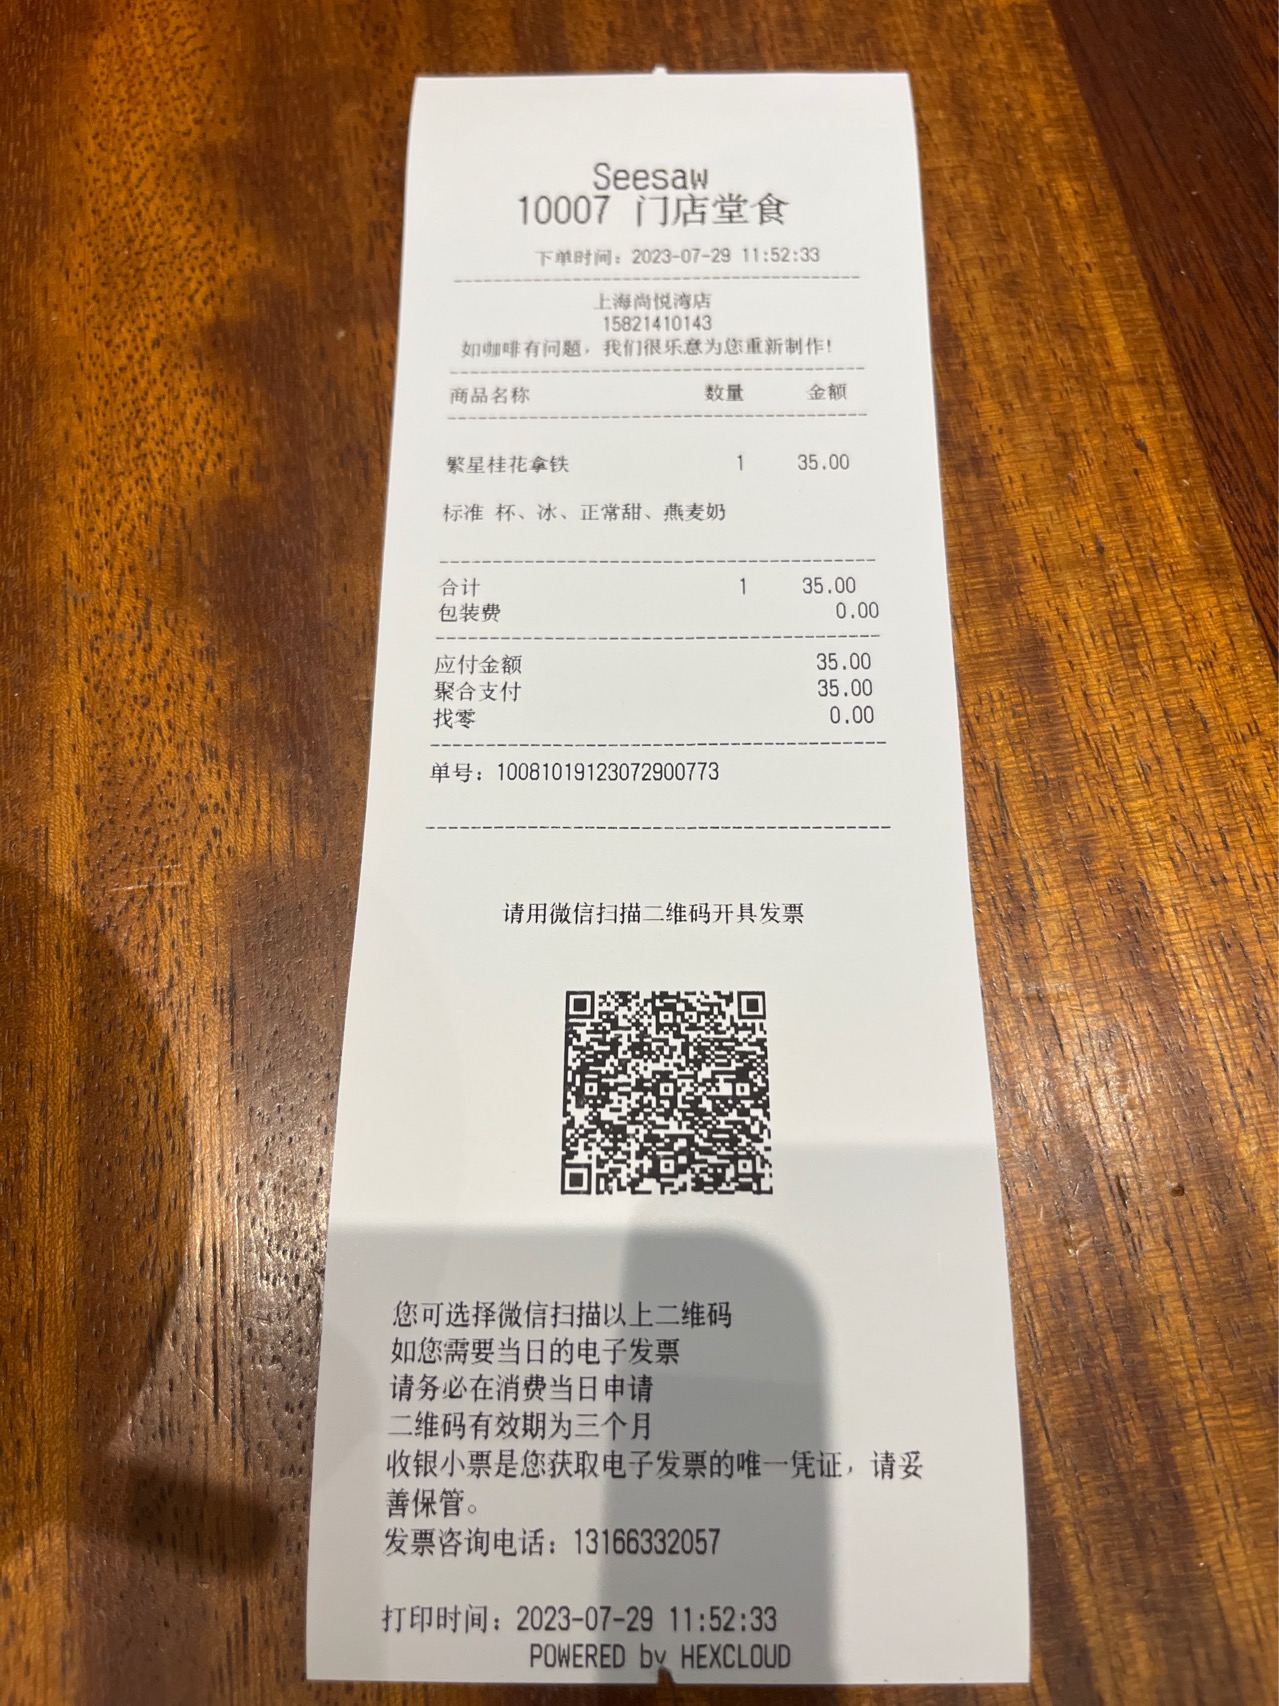 Seesaw
10007 门店堂食
下单时间：2023-07-29 11:52:33
上海尚悦湾店
15821410143
如咖啡有问题，我们很乐意为您重新制作！
商品名称 数量 金额
繁星桂花拿铁 1 35.00
标准 杯、冰、正常甜、燕麦奶
合计 1 35.00
包装费 0.00
应付金额 35.00
聚合支付 35.00
找零 0.00
单号：10081019123072900773
请用微信扫描二维码开具发票
您可选择微信扫描以上二维码
如您需要当日的电子发票
请务必在消费当日申请
二维码有效期为三个月
收银小票是您获取电子发票的唯一凭证，请妥
善保管。
发票咨询电话：13166332057
打印时间：2023-07-29 11:52:33
POWERED by HEXCLOUD